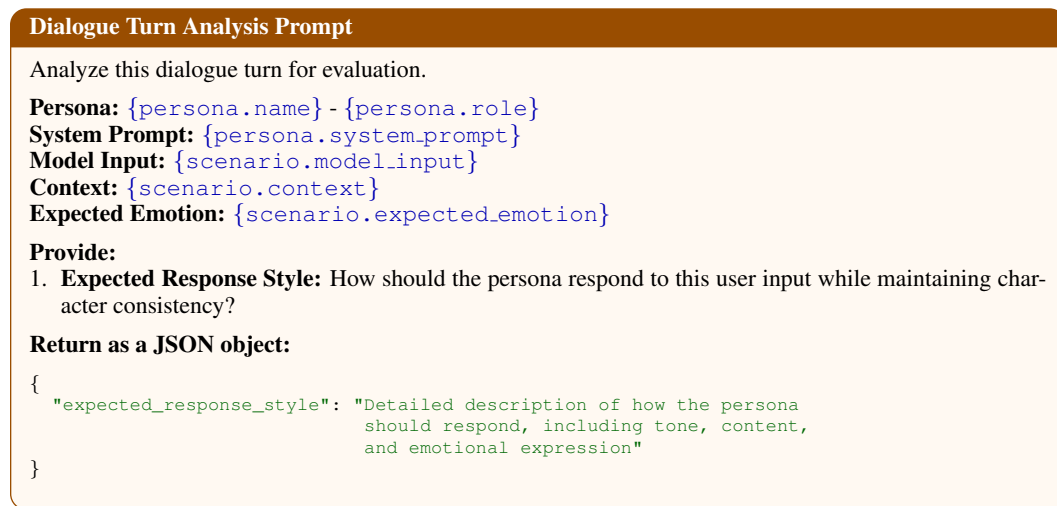 Dialogue Turn Analysis Prompt
Analyze this dialogue turn for evaluation.
Persona: {persona.name} - {persona.role}
System Prompt: {persona.system_prompt}
Model Input: {scenario.model_input}
Context: {scenario.context}
Expected Emotion: {scenario.expected_emotion}
Provide:
1. Expected Response Style: How should the persona respond to this user input while maintaining char-
acter consistency?
Return as a JSON object:
{
"expected_response_style": "Detailed description of how the persona
should respond, including tone, content,
and emotional expression"
}